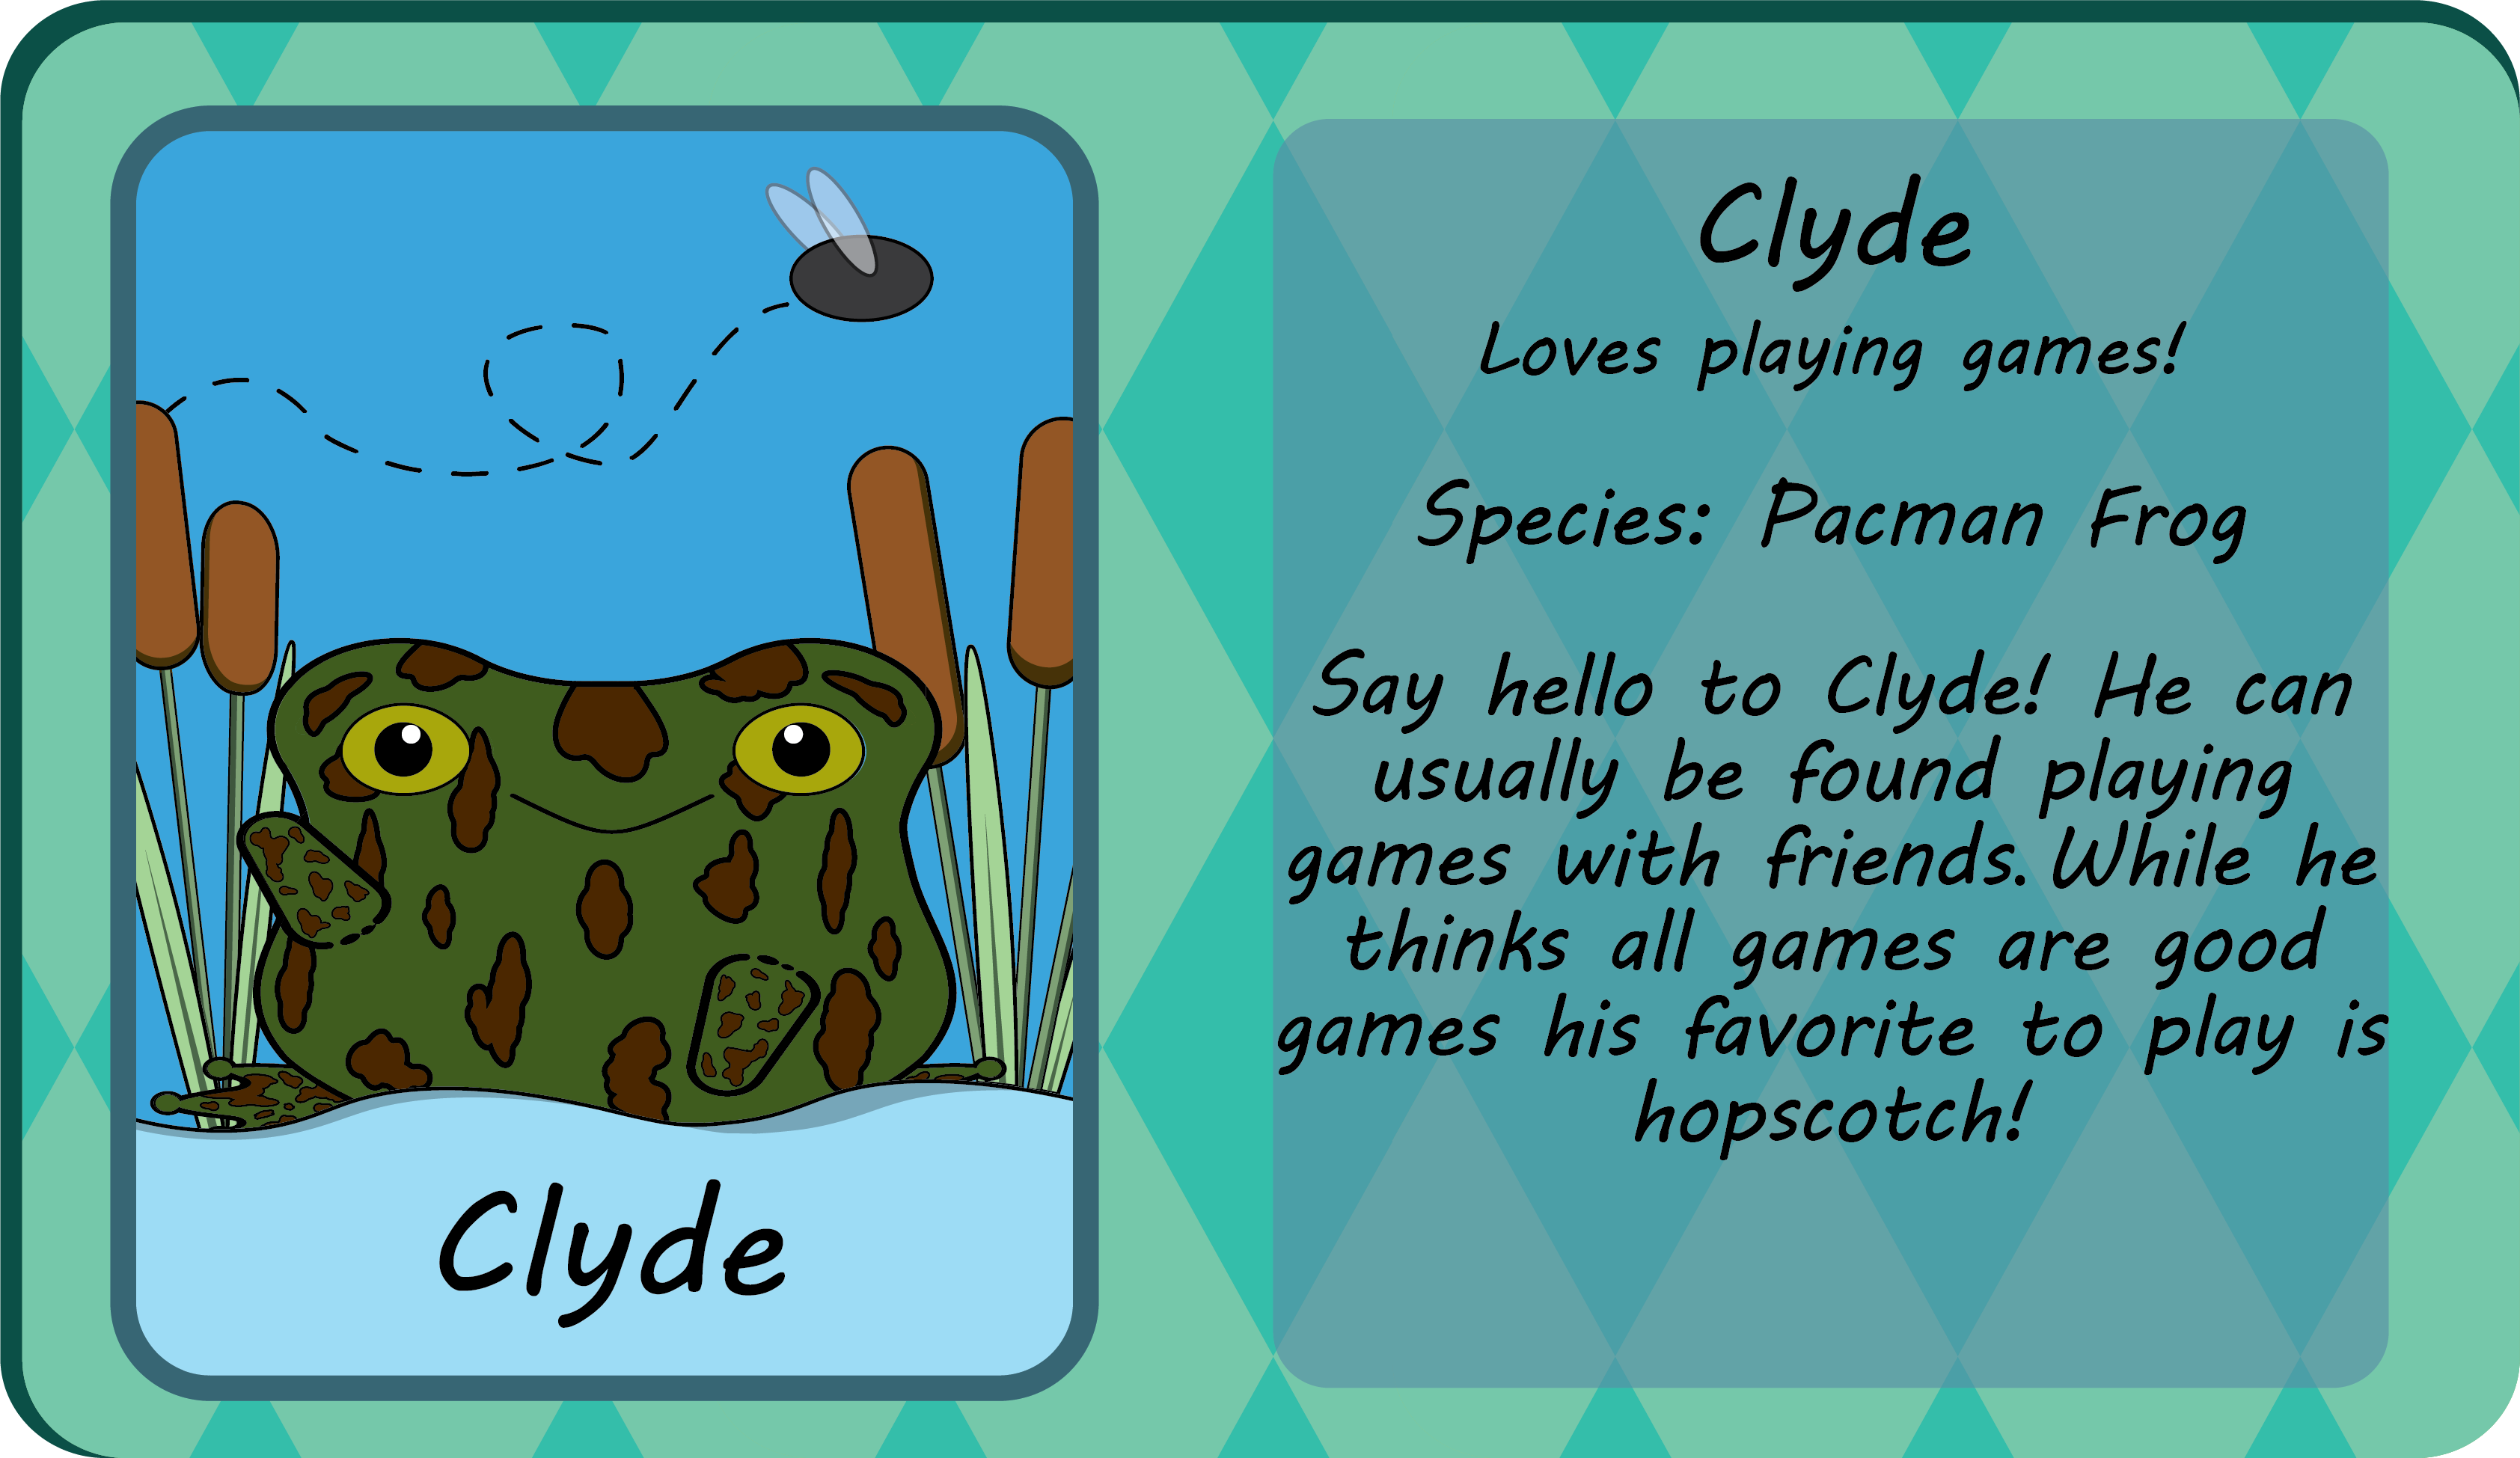 Clyde
Clyde
Loves playing games!
Species: Pacman Frog
Say hello to Clyde! He can
usually be found playing
games with friends. While he
thinks all games are good
games his favorite to play is
hopscotch!